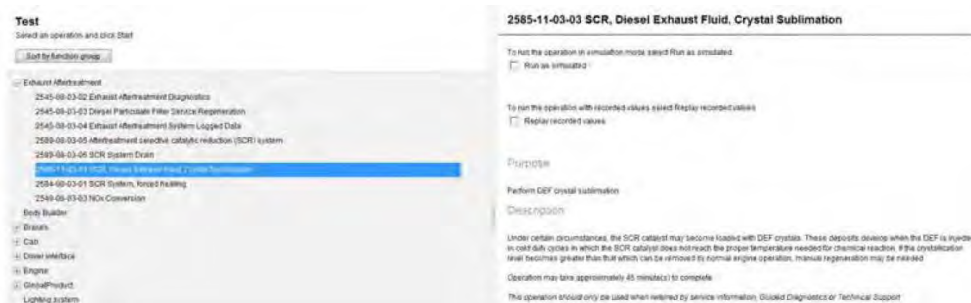 Test
Select an operation and click Start
Sort by function group
Exhaust Aftertreatment
2545-08-03-02 Exhaust Aftertreatment Diagnostics
2545-08-03-03 Diesel Particulate Filter Service Regeneration
2545-08-03-04 Exhaust Aftertreatment System Logged Data
2589-08-03-05 Aftertreatment selective catalytic reduction (SCR) system
2589-08-03-06 SCR System Drain
2585-11-03-03 SCR, Diesel Exhaust Fluid, Crystal Sublimation
2584-08-03-01 SCR System, forced heating
2549-08-03-03 NOx Conversion
Body Builder
Brakes
Cab
Driver interface
Engine
GlobalProduct
Lighting system
2585-11-03-03 SCR, Diesel Exhaust Fluid, Crystal Sublimation
To run the operation in simulation mode select Run as simulated
Run as simulated
To run the operation with recorded values select Replay recorded values
Replay recorded values
Purpose
Perform DEF crystal sublimation
Description
Under certain circumstances, the SCR catalyst may become loaded with DEF crystals. These deposits develop when the DEF is injected
in cold duty cycles in which the SCR catalyst does not reach the proper temperature needed for chemical reaction. If the crystallization
level becomes greater than that which can be removed by normal engine operation, manual regeneration may be needed
Operation may take approximately 45 minute(s) to complete
This operation should only be used when referred by service information, Guided Diagnostics or Technical Support